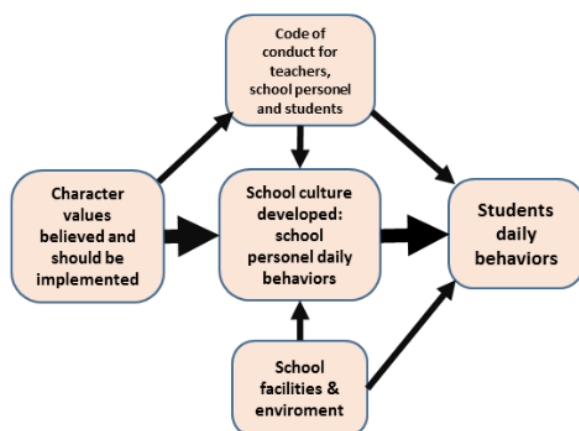 Code of
conduct for
teachers,
school personel
and students
Character
values
believed and
should be
implemented
School culture
developed:
school
personel daily
behaviors
Students
daily
behaviors
School
facilities &
enviroment